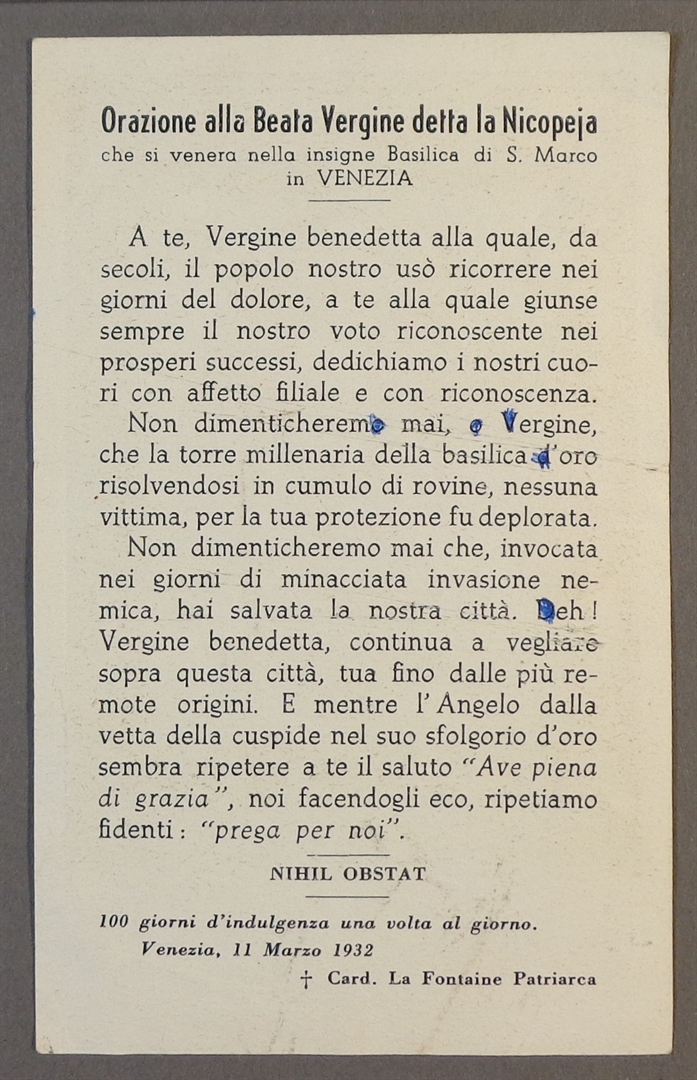 Orazione alla Beata Vergine detta la Nicopeja
che si venera nella insigne Basilica di S. Marco
in VENEZIA
A te, Vergine benedetta alla quale, da
secoli, il popolo nostro usò ricorrere nei
giorni del dolore, a te alla quale giunse
sempre il nostro voto riconoscente nei
prosperi successi, dedichiamo i nostri cuo-
ri con affetto filiale e con riconoscenza.
Non dimenticheremo mai, o Vergine,
che la torre millenaria della basilica d'oro
risolvendosi in cumulo di rovine, nessuna
vittima, per la tua protezione fu deplorata.
Non dimenticheremo mai che, invocata
nei giorni di minacciata invasione ne-
mica, hai salvata la nostra città. Deh!
Vergine benedetta, continua a vegliare
sopra questa città, tua fino dalle più re-
mote origini. E mentre l'Angelo dalla
vetta della cuspide nel suo sfolgorio d'oro
sembra ripetere a te il saluto “Ave piena
di grazia”, noi facendogli eco, ripetiamo
fidenti: “prega per noi”.
NIHIL OBSTAT
100 giorni d'indulgenza una volta al giorno.
Venezia, 11 Marzo 1932
† Card. La Fontaine Patriarca